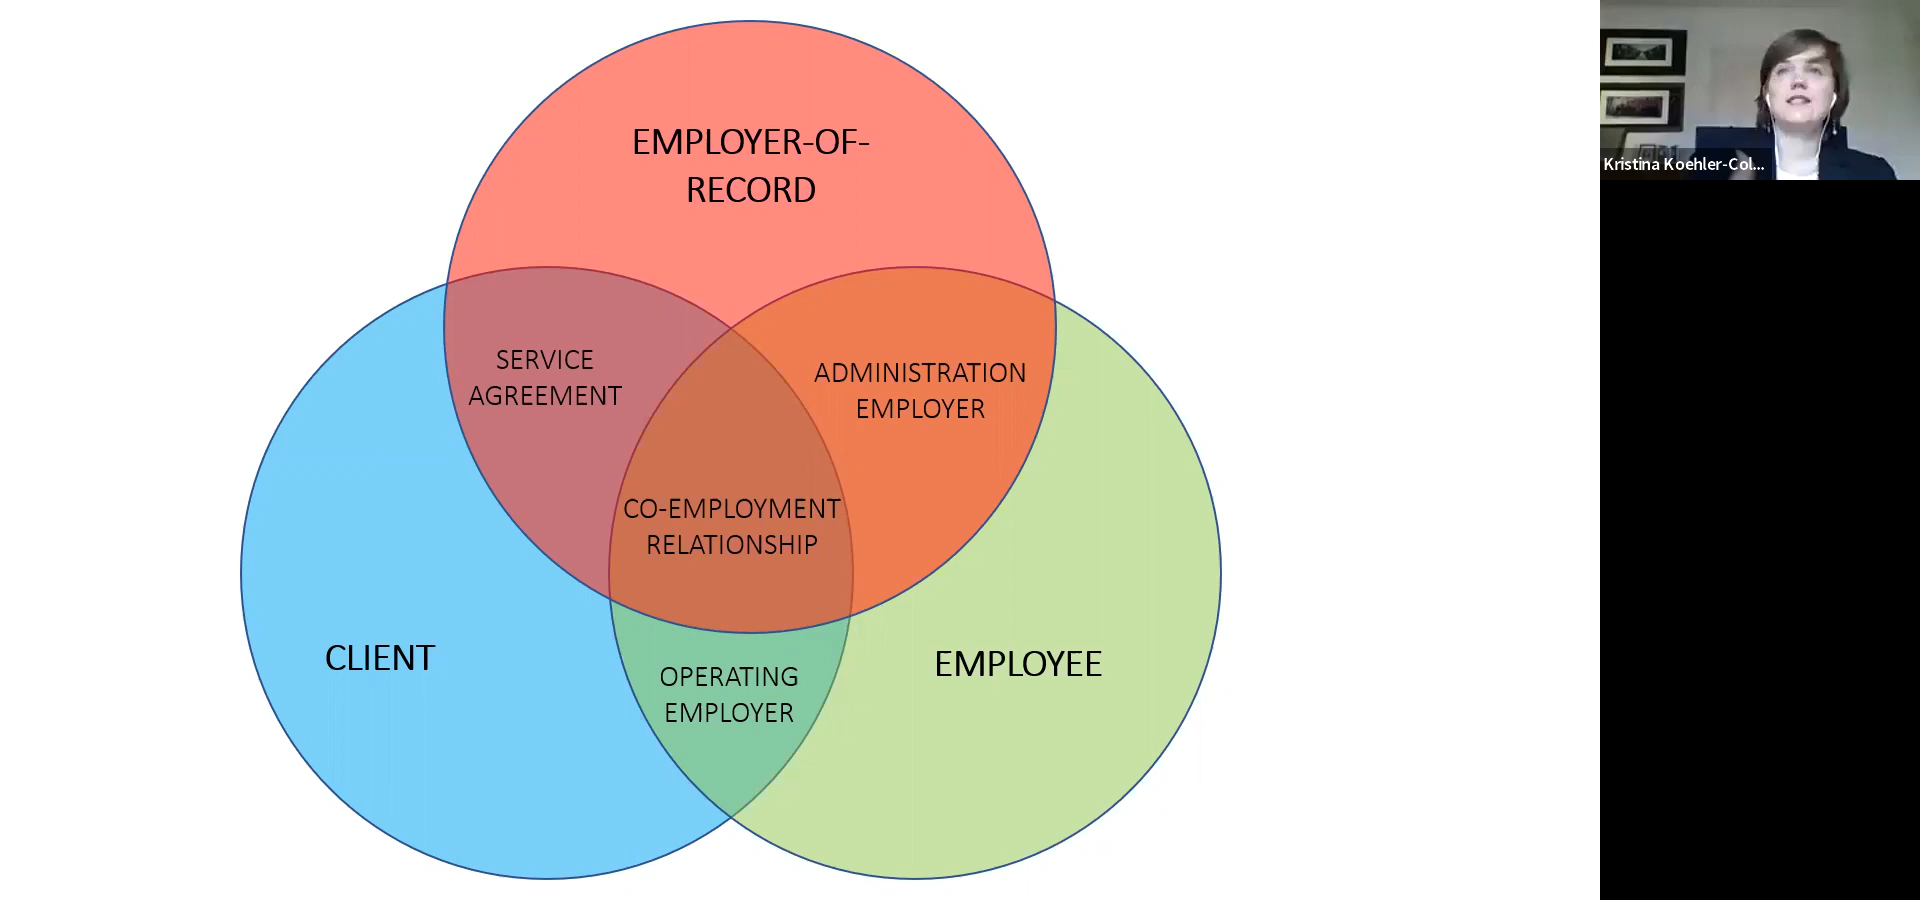 EMPLOYER-OF-
RECORD
SERVICE
AGREEMENT
ADMINISTRATION
EMPLOYER
CO-EMPLOYMENT
RELATIONSHIP
CLIENT
EMPLOYEE
OPERATING
EMPLOYER
Kristina Koehler-Col...